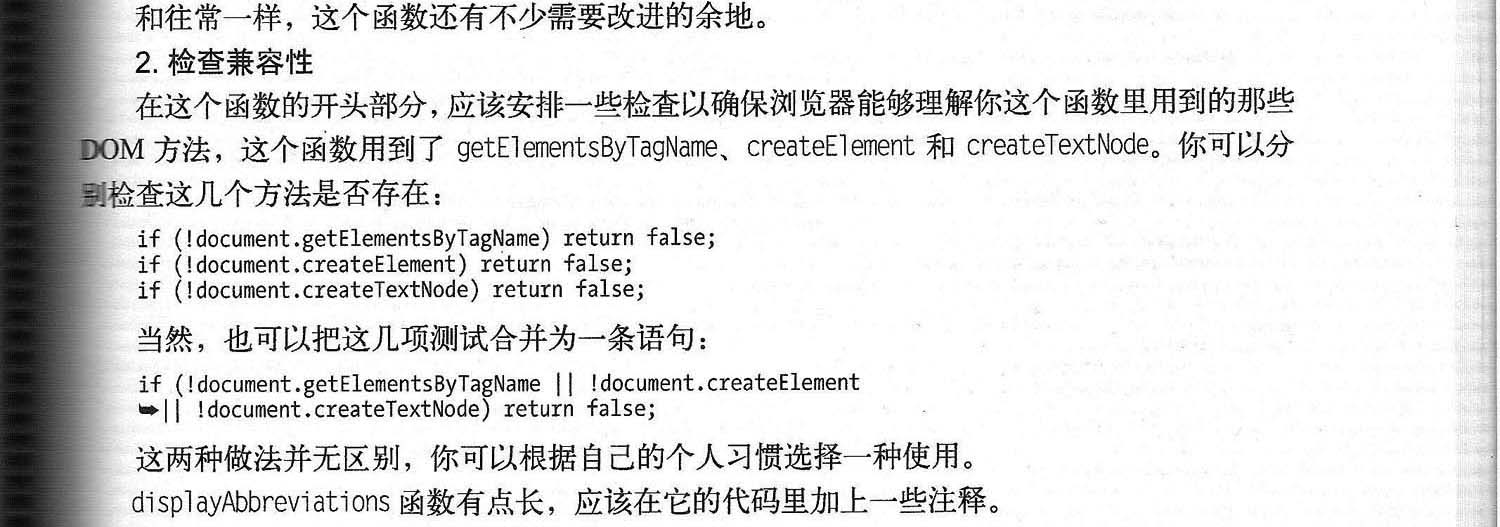 和往常一样，这个函数还有不少需要改进的余地。
2. 检查兼容性
在这个函数的开头部分，应该安排一些检查以确保浏览器能够理解你这个函数里用到的那些
DOM 方法，这个函数用到了 getElementsByTagName、createElement 和 createTextNode。你可以分
别检查这几个方法是否存在：
if (!document.getElementsByTagName) return false;
if (!document.createElement) return false;
if (!document.createTextNode) return false;
当然，也可以把这几项测试合并为一条语句：
if (!document.getElementsByTagName || !document.createElement
➥|| !document.createTextNode) return false;
这两种做法并无区别，你可以根据自己的个人习惯选择一种使用。
displayAbbreviations 函数有点长，应该在它的代码里加上一些注释。